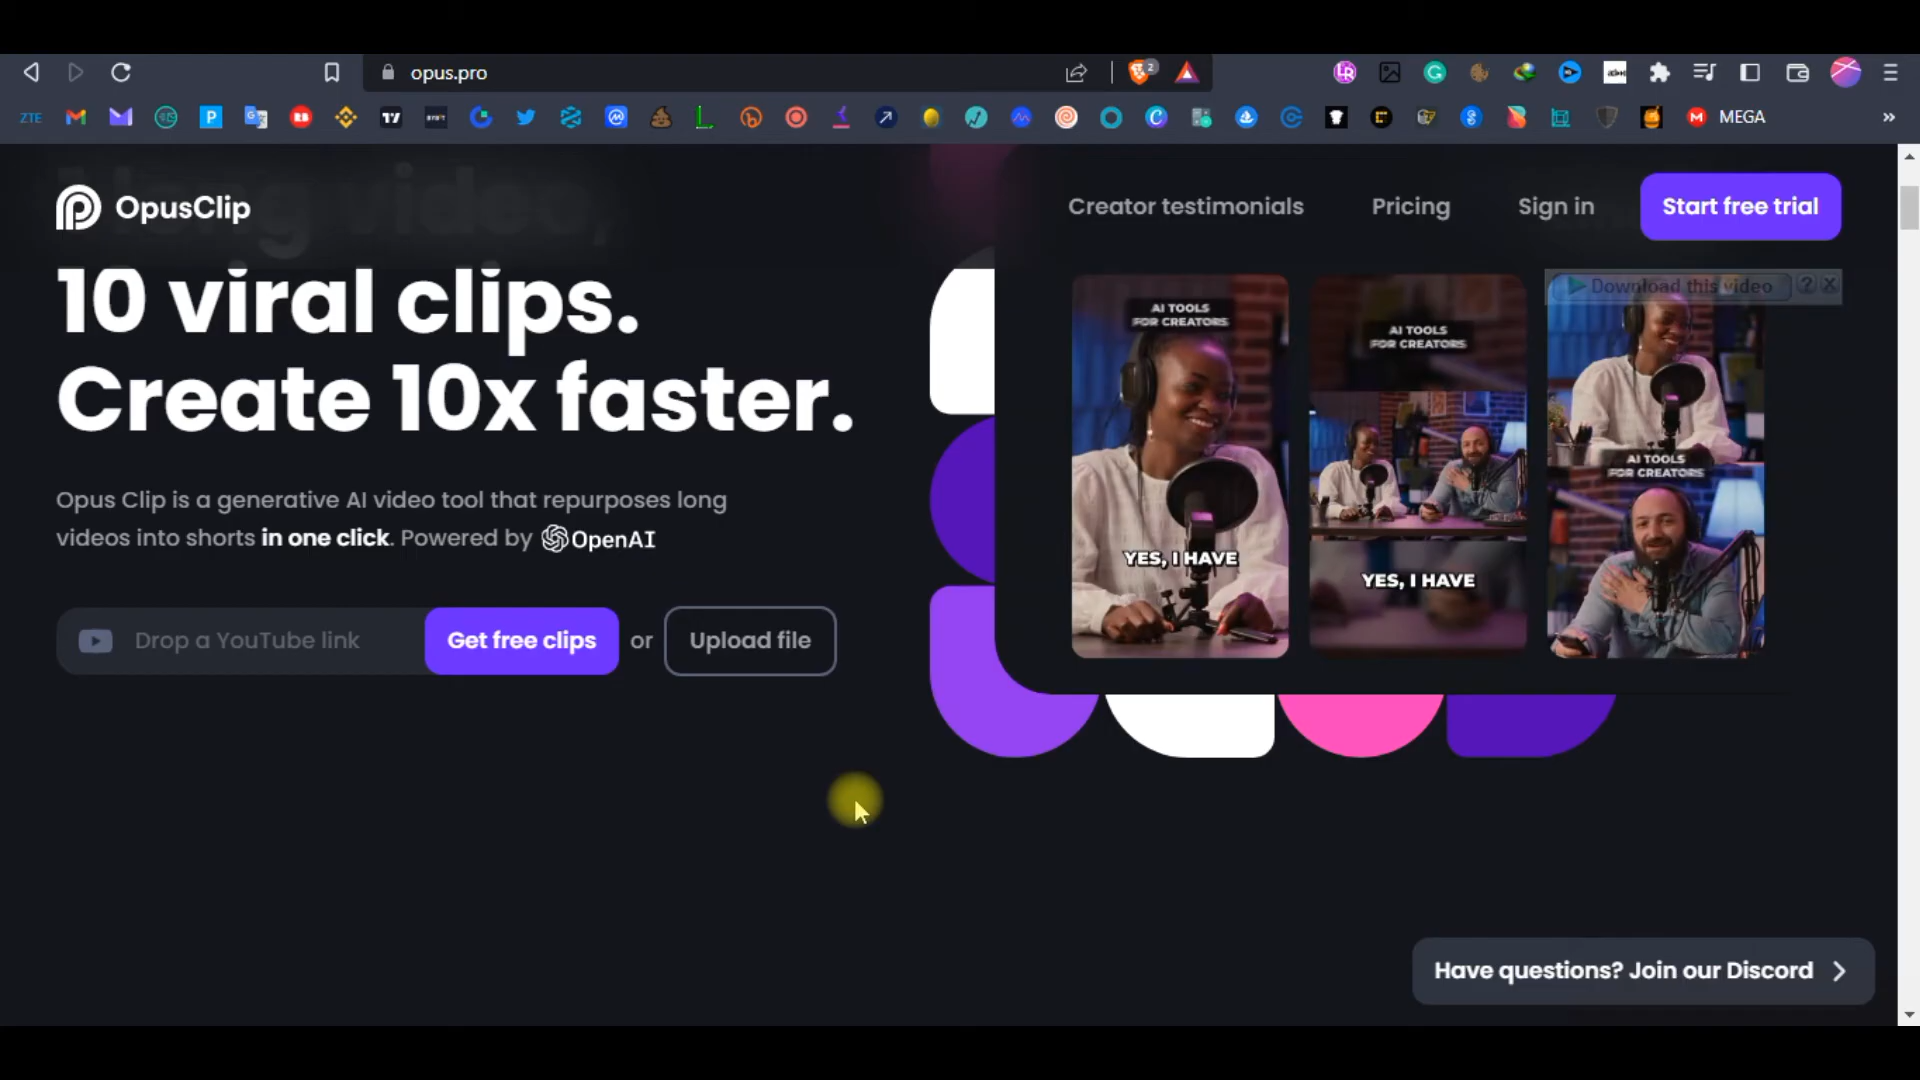 opus.pro
2
ZTE
MEGA
OpusClip
Creator testimonials
Pricing
Sign in
Start free trial
long video,
10 viral clips.
Create 10x faster.
Opus Clip is a generative AI video tool that repurposes long
videos into shorts in one click. Powered by OpenAI
Drop a YouTube link
Get free clips
or
Upload file
AI TOOLS
FOR CREATORS
YES, I HAVE
AI TOOLS
FOR CREATORS
YES, I HAVE
Download this video
AI TOOLS
FOR CREATORS
Have questions? Join our Discord